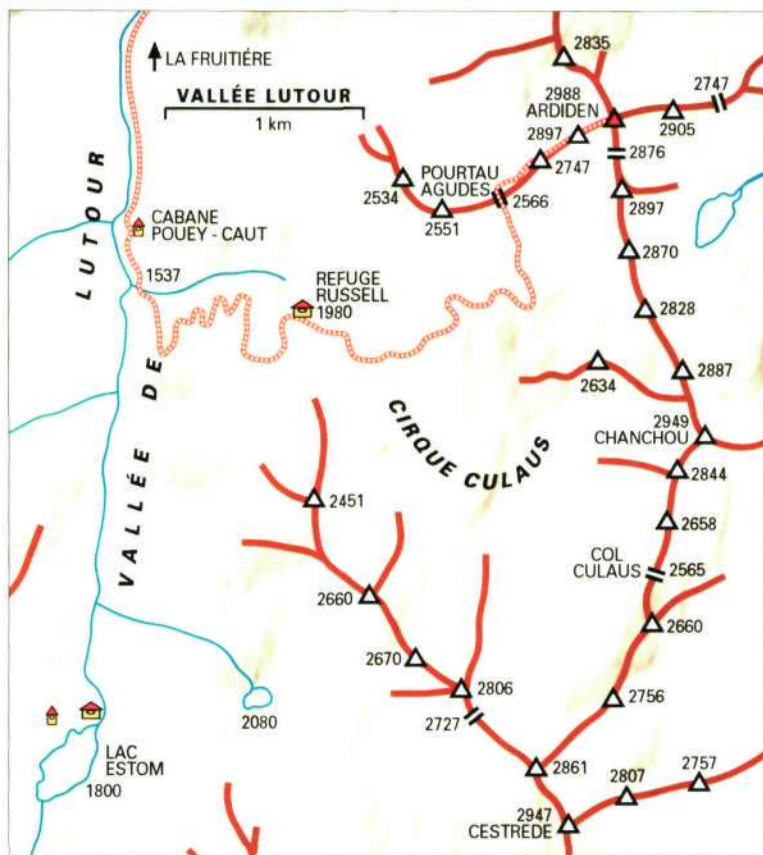 LA FRUITIÉRE
VALLÉE LUTOUR
1 km
2835
2747
2988
ARDIDEN
2905
2897
2876
2747
POURTAU
AGUDES
2566
2534
2551
2897
2870
CABANE
POUEY - CAUT
1537
REFUGE
RUSSELL
1980
2828
2887
2634
2949
CHANCHOU
2844
2658
CIRQUE CULAUS
VALLÉE DE LUTOUR
2451
COL
CULAUS
2565
2660
2660
2670
2806
2756
2727
2080
LAC
ESTOM
1800
2861
2807
2757
2947
CESTREDE